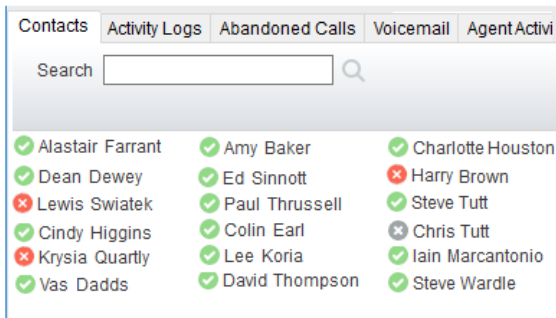 Contacts Activity Logs Abandoned Calls Voicemail Agent Activi
Search
Alastair Farrant Amy Baker Charlotte Houston
Dean Dewey Ed Sinnott Harry Brown
Lewis Swiatek Paul Thrussell Steve Tutt
Cindy Higgins Colin Earl Chris Tutt
Krysia Quartly Lee Koria Iain Marcantonio
Vas Dadds David Thompson Steve Wardle